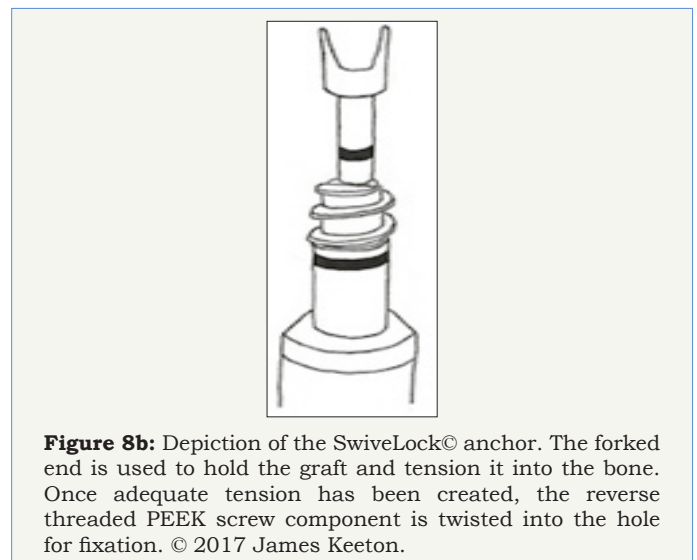 Figure 8b: Depiction of the SwiveLock© anchor. The forked
end is used to hold the graft and tension it into the bone.
Once adequate tension has been created, the reverse
threaded PEEK screw component is twisted into the hole
for fixation. © 2017 James Keeton.